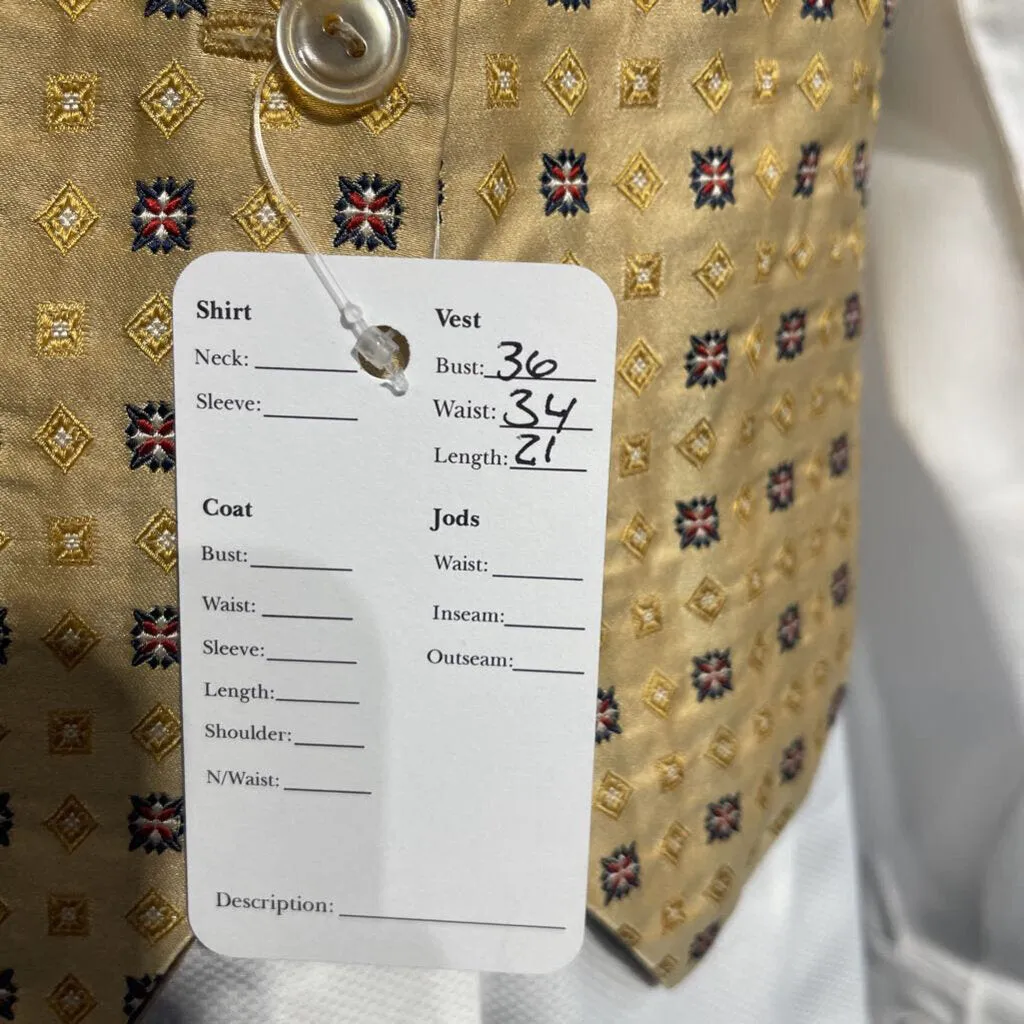 Shirt
Neck:
Sleeve:
Vest
Bust: 36
Waist: 34
Length: 21
Coat
Bust:
Waist:
Sleeve:
Length:
Shoulder:
N/Waist:
Jods
Waist:
Inseam:
Outseam:
Description: